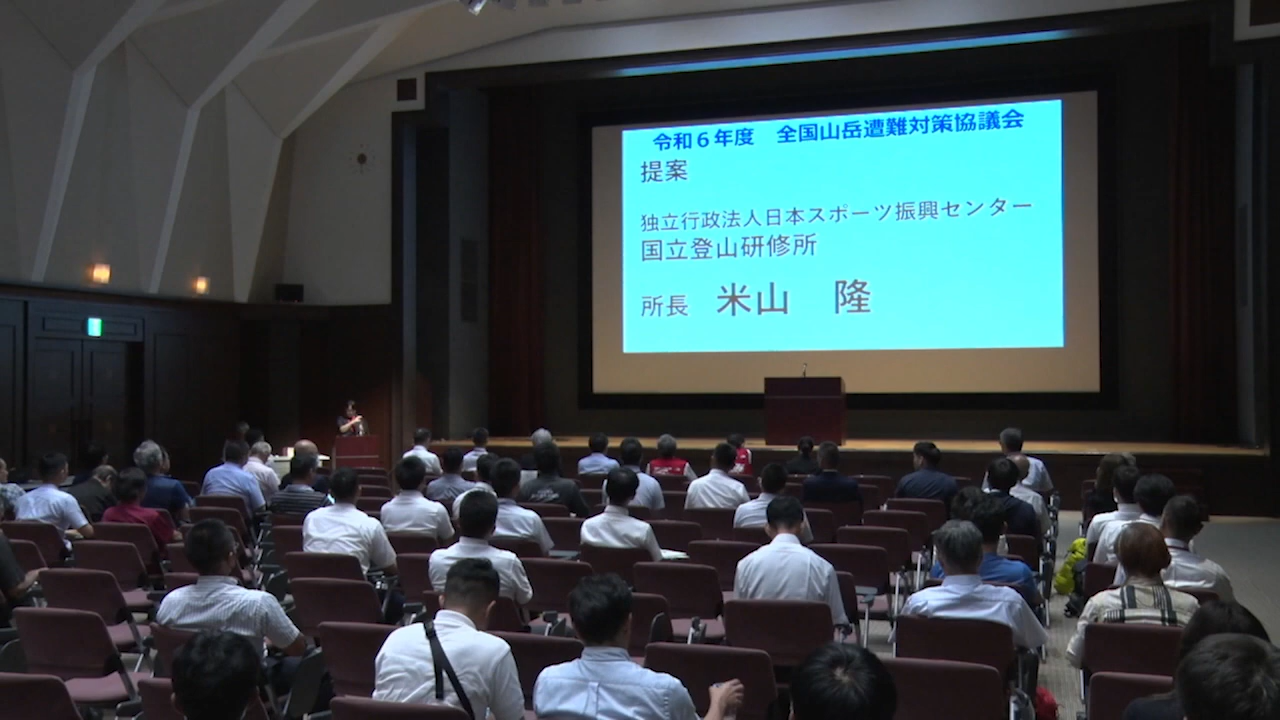 令和６年度　全国山岳遭難対策協議会
提案
独立行政法人日本スポーツ振興センター
国立登山研修所
所長　米山　隆